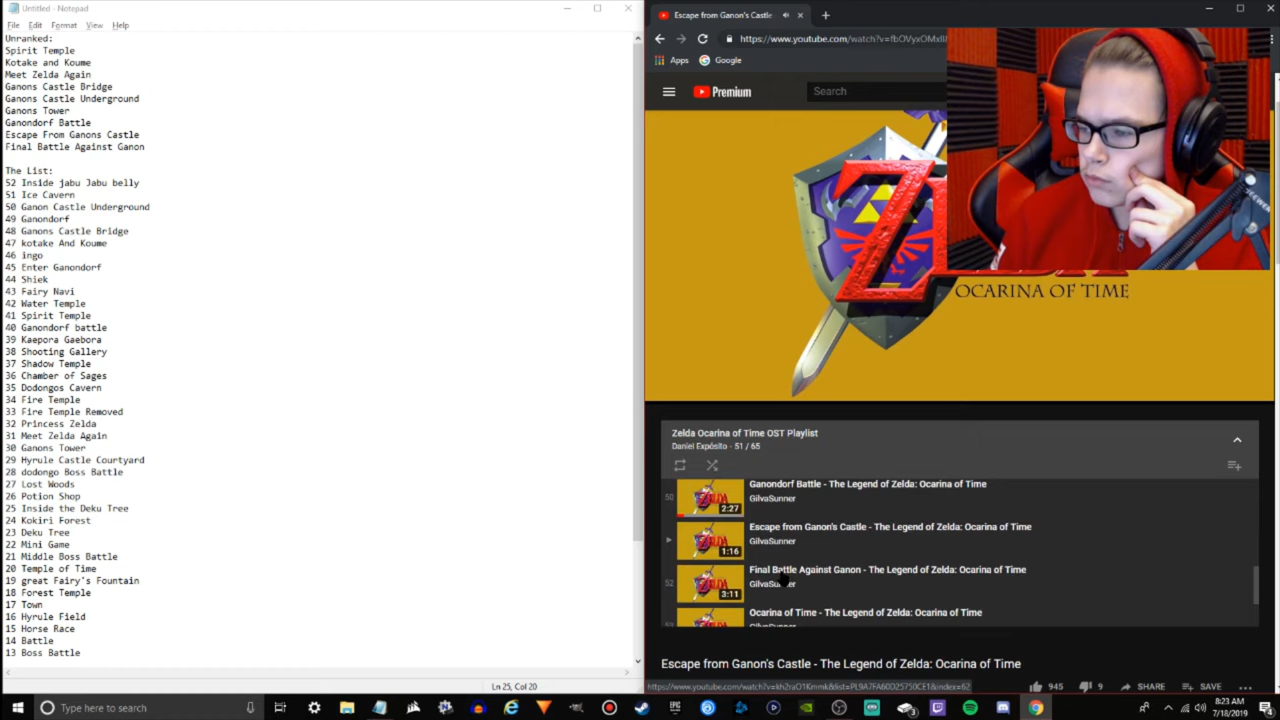 Untitled - Notepad
File Edit Format View Help
Unranked:
Spirit Temple
Kotake and Koume
Meet Zelda Again
Ganons Castle Bridge
Ganons Castle Underground
Ganons Tower
Ganondorf Battle
Escape From Ganons Castle
Final Battle Against Ganon
The List:
52 Inside jabu Jabu belly
51 Ice Cavern
50 Ganon Castle Underground
49 Ganondorf
48 Ganons Castle Bridge
47 kotake And Koume
46 ingo
45 Enter Ganondorf
44 Shiek
43 Fairy Navi
42 Water Temple
41 Spirit Temple
40 Ganondorf battle
39 Kaepora Gaebora
38 Shooting Gallery
37 Shadow Temple
36 Chamber of Sages
35 Dodongos Cavern
34 Fire Temple
33 Fire Temple Removed
32 Princess Zelda
31 Meet Zelda Again
30 Ganons Tower
29 Hyrule Castle Courtyard
28 dodongo Boss Battle
27 Lost Woods
26 Potion Shop
25 Inside the Deku Tree
24 Kokiri Forest
23 Deku Tree
22 Mini Game
21 Middle Boss Battle
20 Temple of Time
19 great Fairy's Fountain
18 Forest Temple
17 Town
16 Hyrule Field
15 Horse Race
14 Battle
13 Boss Battle
Ln 25, Col 20
Escape from Ganon's Castle
https://www.youtube.com/watch?v=fbOVyxOMxlI
Apps Google
Premium
Search
OCARINA OF TIME
Zelda Ocarina of Time OST Playlist
Daniel Expósito - 51 / 65
50
Ganondorf Battle - The Legend of Zelda: Ocarina of Time
GilvaSunner
2:27
Escape from Ganon's Castle - The Legend of Zelda: Ocarina of Time
GilvaSunner
1:16
52
Final Battle Against Ganon - The Legend of Zelda: Ocarina of Time
GilvaSunner
3:11
Ocarina of Time - The Legend of Zelda: Ocarina of Time
Escape from Ganon's Castle - The Legend of Zelda: Ocarina of Time
945 9 SHARE SAVE
Type here to search
8:23 AM
7/18/2019